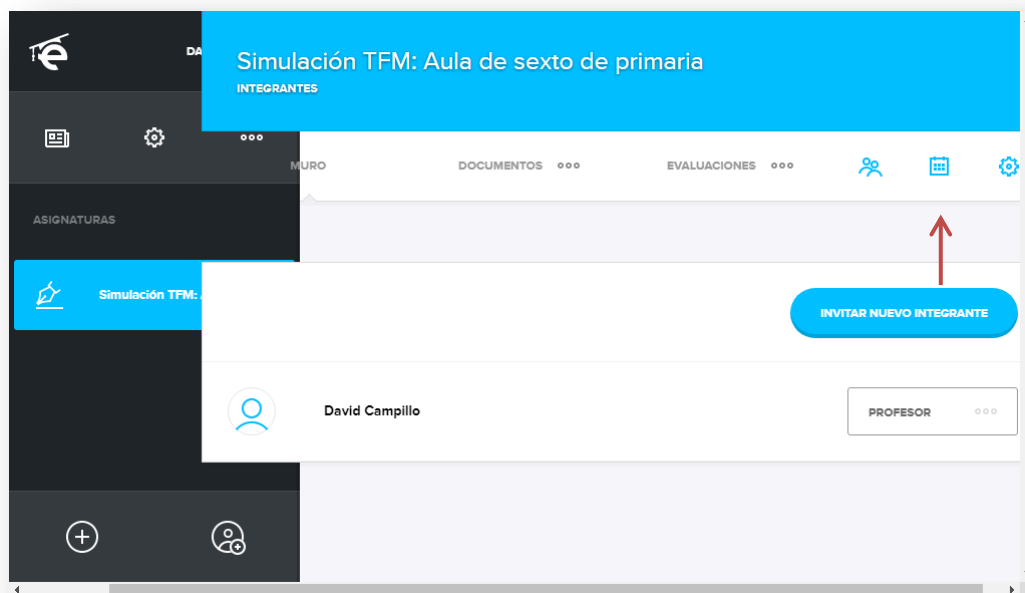 DA
Simulación TFM: Aula de sexto de primaria
INTEGRANTES
MURO
DOCUMENTOS
EVALUACIONES
ASIGNATURAS
Simulación TFM:
INVITAR NUEVO INTEGRANTE
David Campillo
PROFESOR